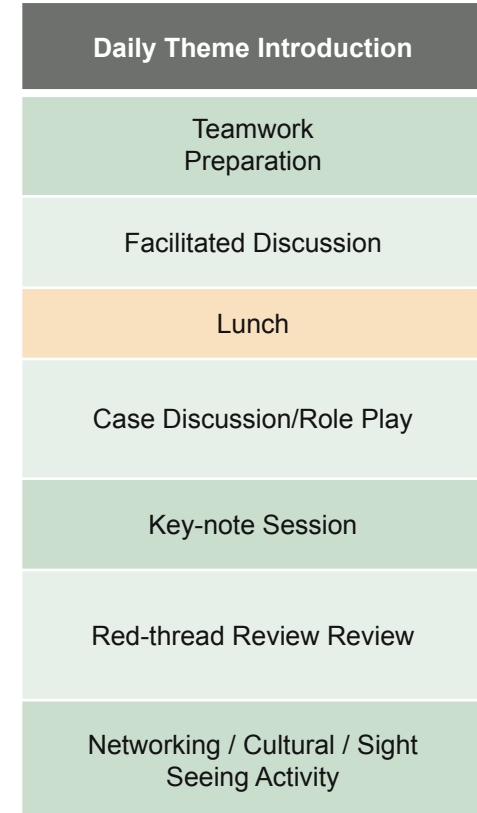 Daily Theme Introduction
Teamwork
Preparation
Facilitated Discussion
Lunch
Case Discussion/Role Play
Key-note Session
Red-thread Review Review
Networking / Cultural / Sight
Seeing Activity